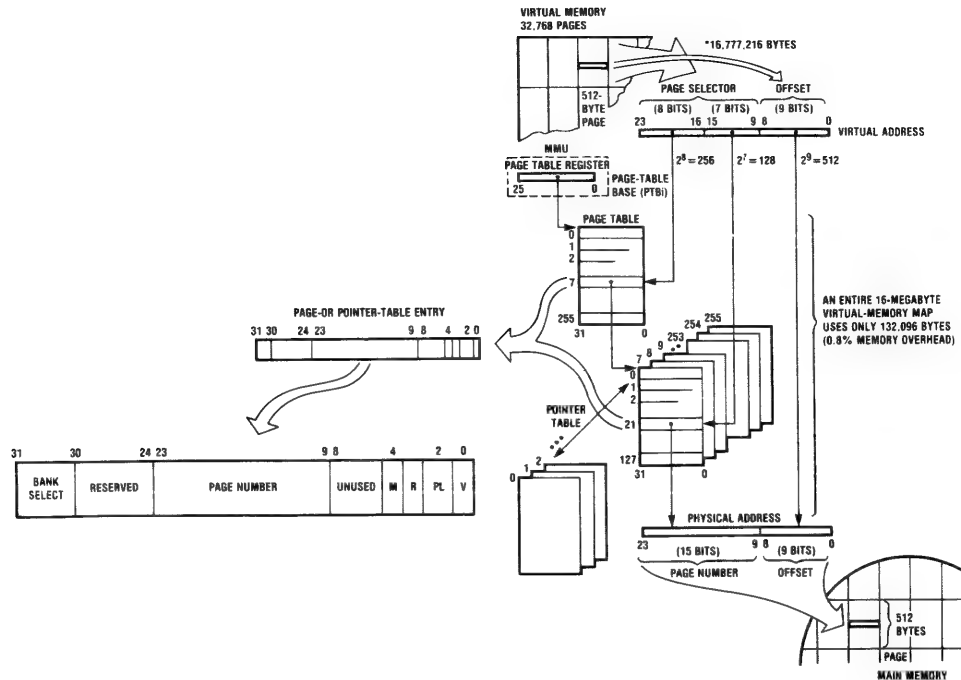 VIRTUAL MEMORY
32,768 PAGES
*16,777,216 BYTES
512-
BYTE
PAGE
PAGE SELECTOR
OFFSET
(8 BITS)
(7 BITS)
(9 BITS)
23
16
15
9
8
0
VIRTUAL ADDRESS
2⁸ = 256
2⁷ = 128
2⁹ = 512
MMU
PAGE TABLE REGISTER
25
0
PAGE-TABLE
BASE (PTBi)
PAGE TABLE
0
1
2
7
255
31
0
AN ENTIRE 16-MEGABYTE
VIRTUAL-MEMORY MAP
USES ONLY 132,096 BYTES
(0.8% MEMORY OVERHEAD)
PAGE-OR POINTER-TABLE ENTRY
31 30
24 23
9 8
4
2 0
7
8
9
253
254
255
0
1
2
21
127
31
0
POINTER
TABLE
0
1
2
31
30
24 23
9 8
4
2
0
BANK
SELECT
RESERVED
PAGE NUMBER
UNUSED
M
R
PL
V
PHYSICAL ADDRESS
23
9
8
0
(15 BITS)
(9 BITS)
PAGE NUMBER
OFFSET
512
BYTES
PAGE
MAIN MEMORY